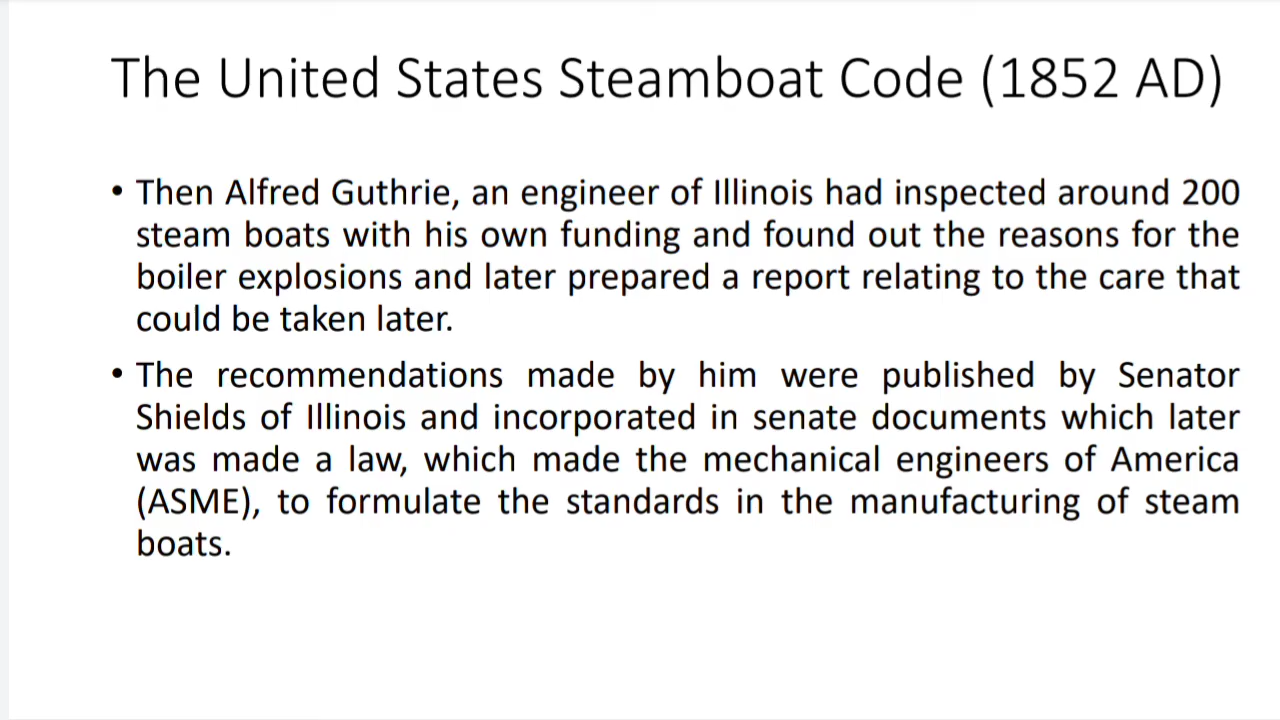 The United States Steamboat Code (1852 AD)
• Then Alfred Guthrie, an engineer of Illinois had inspected around 200
steam boats with his own funding and found out the reasons for the
boiler explosions and later prepared a report relating to the care that
could be taken later.
• The recommendations made by him were published by Senator
Shields of Illinois and incorporated in senate documents which later
was made a law, which made the mechanical engineers of America
(ASME), to formulate the standards in the manufacturing of steam
boats.